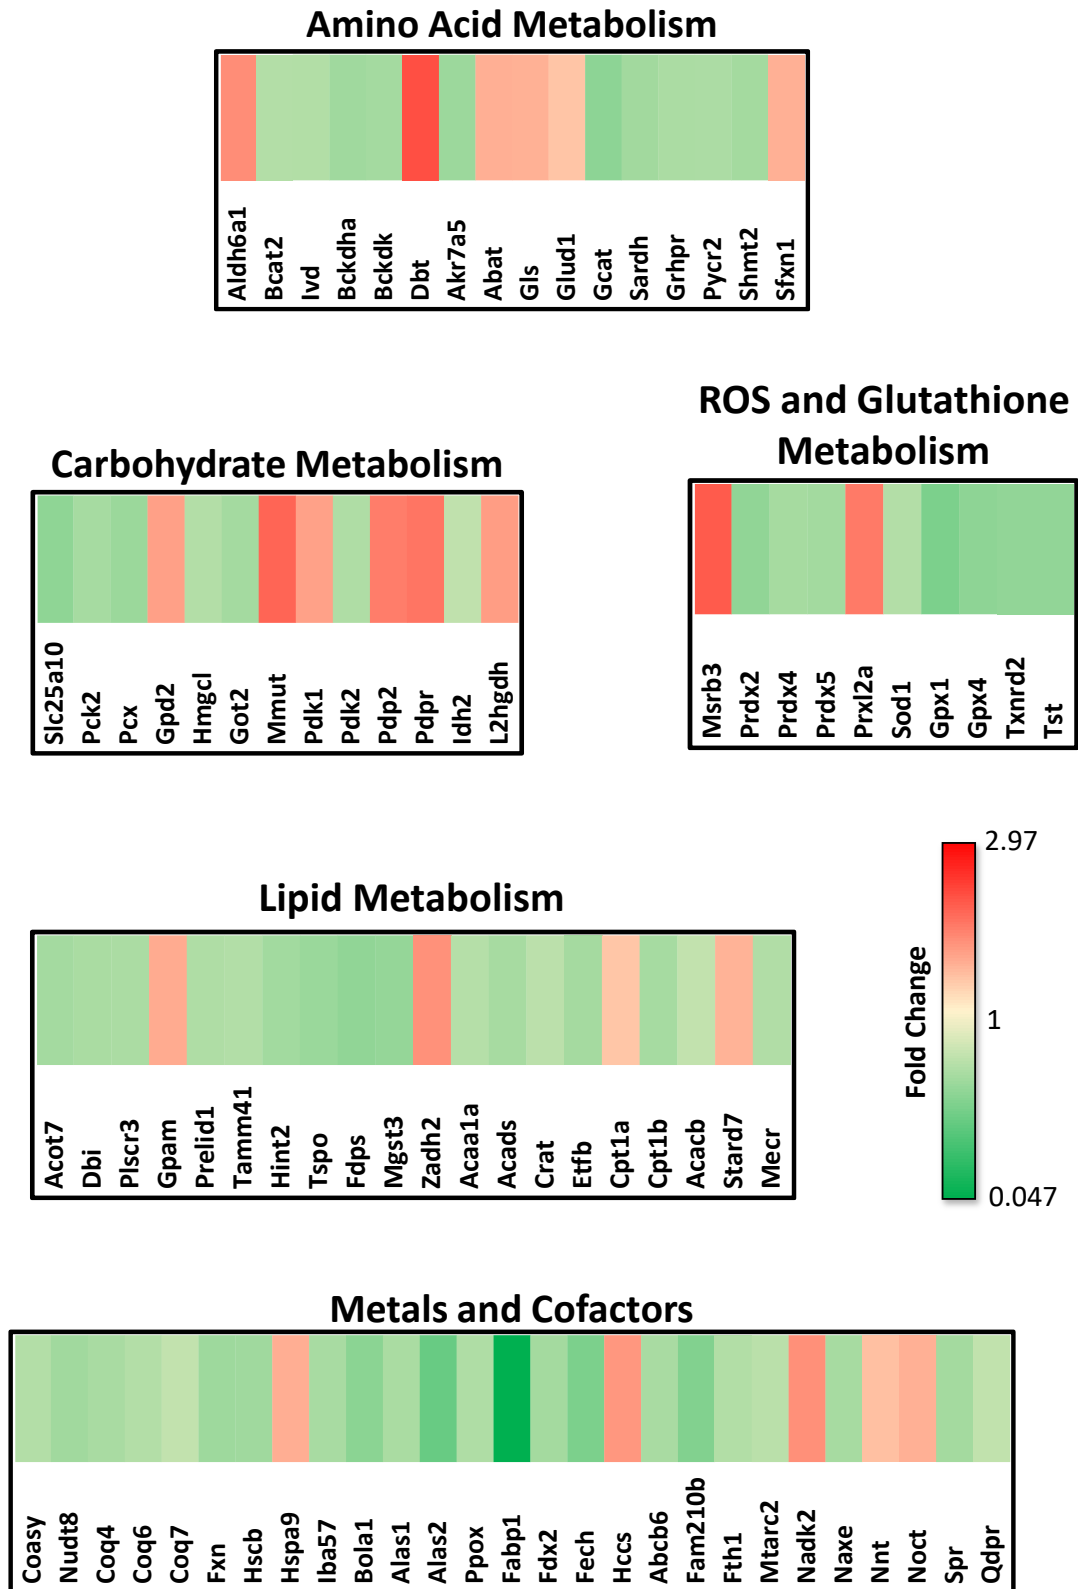 Amino Acid Metabolism
Aldh6a1
Bcat2
Ivd
Bckdha
Bckdk
Dbt
Akr7a5
Abat
Gls
Glud1
Gcat
Sardh
Grhpr
Pycr2
Shmt2
Sfxn1
ROS and Glutathione
Metabolism
Carbohydrate Metabolism
Slc25a10
Pck2
Pcx
Gpd2
Hmgcl
Got2
Mmut
Pdk1
Pdk2
Pdp2
Pdpr
Idh2
L2hgdh
Msrb3
Prdx2
Prdx4
Prdx5
Prxl2a
Sod1
Gpx1
Gpx4
Txnrd2
Tst
Lipid Metabolism
Acot7
Dbi
Plscr3
Gpam
Prelid1
Tamm41
Hint2
Tspo
Fdps
Mgst3
Zadh2
Acaa1a
Acads
Crat
Etfb
Cpt1a
Cpt1b
Acacb
Stard7
Mecr
2.97
Fold Change
1
0.047
Metals and Cofactors
Coasy
Nudt8
Coq4
Coq6
Coq7
Fxn
Hscb
Hspa9
Iba57
Bola1
Alas1
Alas2
Ppox
Fabp1
Fdx2
Fech
Hccs
Abcb6
Fam210b
Fth1
Mtarc2
Nadk2
Naxe
Nnt
Noct
Spr
Qdpr